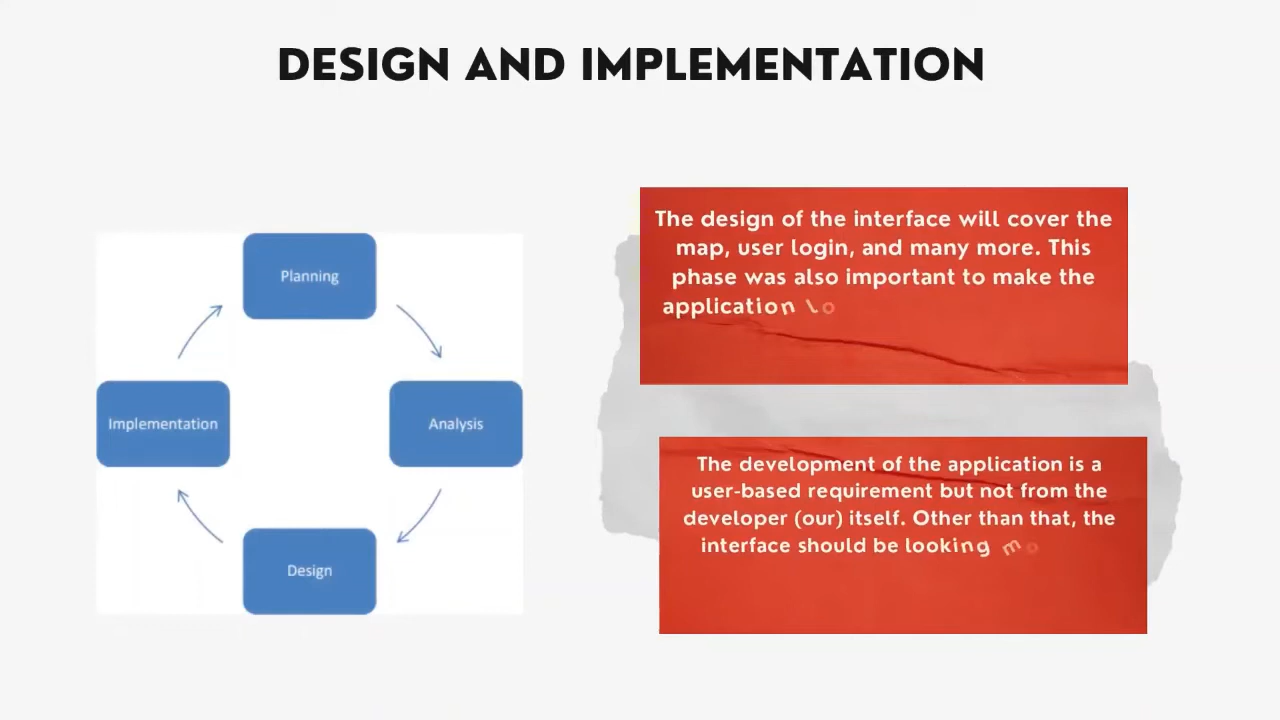 DESIGN AND IMPLEMENTATION
Planning
Implementation
Analysis
Design
The design of the interface will cover the
map, user login, and many more. This
phase was also important to make the
application lo
The development of the application is a
user-based requirement but not from the
developer (our) itself. Other than that, the
interface should be looking mo